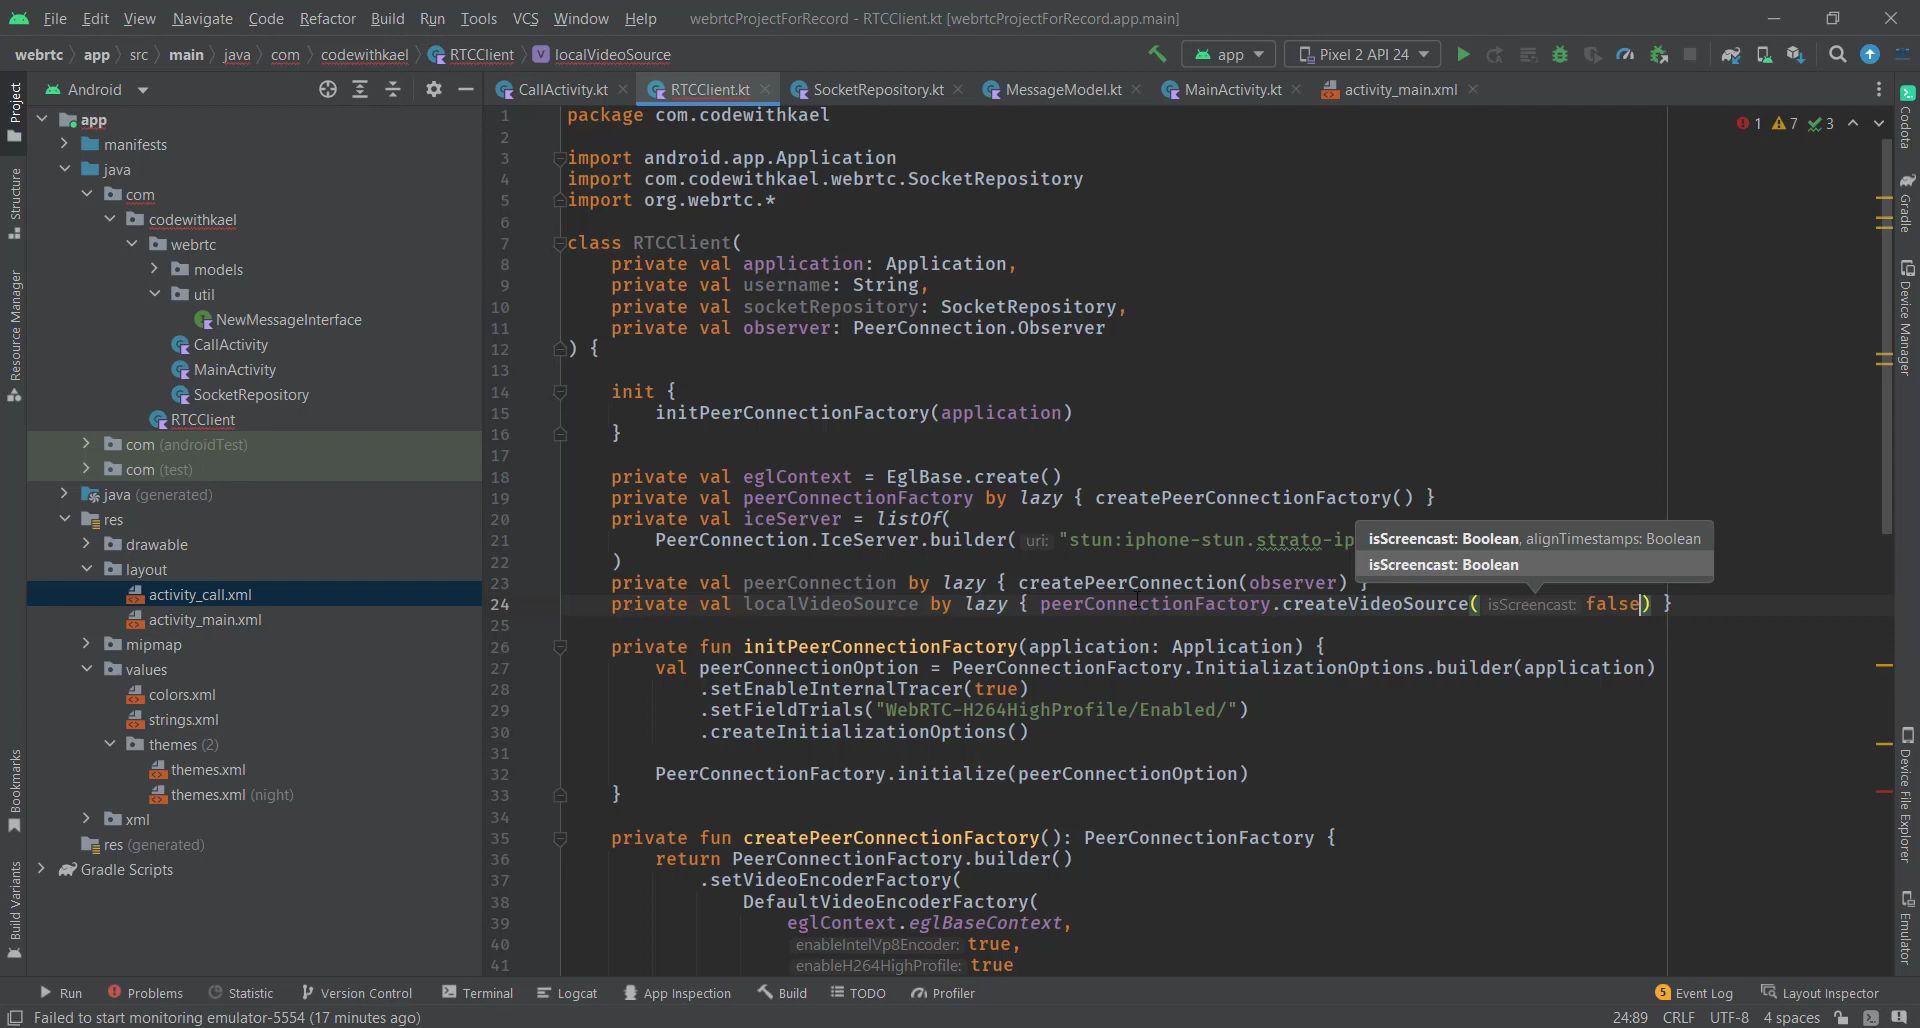 File Edit View Navigate Code Refactor Build Run Tools VCS Window Help webrtcProjectForRecord - RTCClient.kt [webrtcProjectForRecord.app.main]
webrtc app src main java com codewithkael RTCClient localVideoSource app Pixel 2 API 24
Android CallActivity.kt RTCClient.kt SocketRepository.kt MessageModel.kt MainActivity.kt activity_main.xml
Project
Structure
Resource Manager
Bookmarks
Build Variants
app
manifests
java
com
codewithkael
webrtc
models
util
NewMessageInterface
CallActivity
MainActivity
SocketRepository
RTCClient
com (androidTest)
com (test)
java (generated)
res
drawable
layout
activity_call.xml
activity_main.xml
mipmap
values
colors.xml
strings.xml
themes (2)
themes.xml
themes.xml (night)
xml
res (generated)
Gradle Scripts
1 7 3
1 package com.codewithkael
2
3 import android.app.Application
4 import com.codewithkael.webrtc.SocketRepository
5 import org.webrtc.*
6
7 class RTCClient(
8 private val application: Application,
9 private val username: String,
10 private val socketRepository: SocketRepository,
11 private val observer: PeerConnection.Observer
12 ) {
13
14 init {
15 initPeerConnectionFactory(application)
16 }
17
18 private val eglContext = EglBase.create()
19 private val peerConnectionFactory by lazy { createPeerConnectionFactory() }
20 private val iceServer = listOf(
21 PeerConnection.IceServer.builder( uri: "stun:iphone-stun.strato-ip
22 )
23 private val peerConnection by lazy { createPeerConnection(observer) }
24 private val localVideoSource by lazy { peerConnectionFactory.createVideoSource( isScreencast: false) }
25
26 private fun initPeerConnectionFactory(application: Application) {
27 val peerConnectionOption = PeerConnectionFactory.InitializationOptions.builder(application)
28 .setEnableInternalTracer(true)
29 .setFieldTrials("WebRTC-H264HighProfile/Enabled/")
30 .createInitializationOptions()
31
32 PeerConnectionFactory.initialize(peerConnectionOption)
33 }
34
35 private fun createPeerConnectionFactory(): PeerConnectionFactory {
36 return PeerConnectionFactory.builder()
37 .setVideoEncoderFactory(
38 DefaultVideoEncoderFactory(
39 eglContext.eglBaseContext,
40 enableIntelVp8Encoder: true,
41 enableH264HighProfile: true
isScreencast: Boolean, alignTimestamps: Boolean
isScreencast: Boolean
Codota
Gradle
Device Manager
Device File Explorer
Emulator
Run Problems Statistic Version Control Terminal Logcat App Inspection Build TODO Profiler 5 Event Log Layout Inspector
Failed to start monitoring emulator-5554 (17 minutes ago) 24:89 CRLF UTF-8 4 spaces